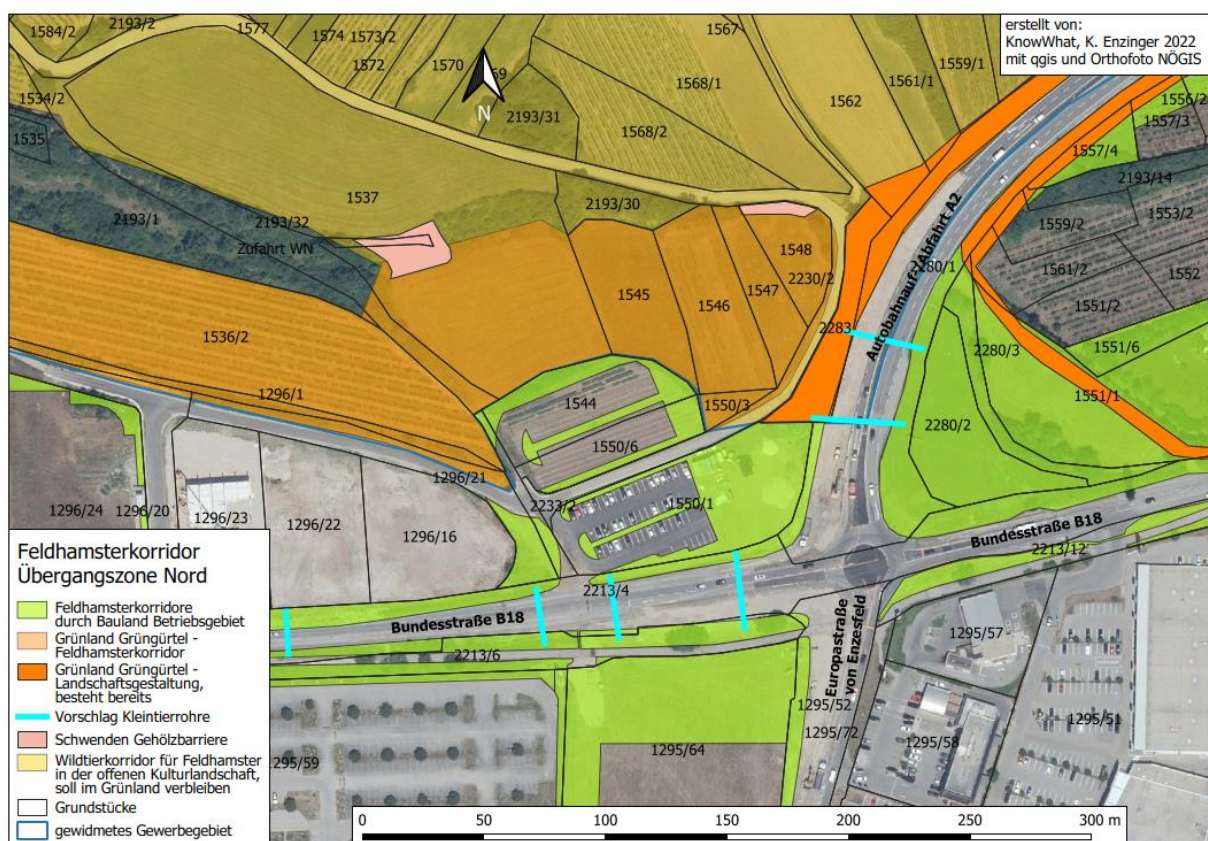 erstellt von:
KnowWhat, K. Enzinger 2022
mit qgis und Orthofoto NÖGIS
1584/2
2193/2
1577
1574
1573/2
1572
1570
69
1567
1568/1
1562
1561/1
1559/1
1556/2
1557/3
1557/4
1534/2
1535
2193/31
1568/2
2193/14
1559/2
1553/2
2193/1
2193/32
1537
2193/30
N
Zufahrt WN
1548
2230/2
1545
1546
1547
2280/1
Autobahnauf-/Abfahrt A2
1561/2
1552
1551/2
1536/2
2283
2280/3
1551/6
1296/1
1544
1550/3
1551/1
1550/6
2280/2
1296/21
2233/2
1550/1
1296/24
1296/20
1296/23
1296/22
1296/16
Bundesstraße B18
2213/12
2213/4
Bundesstraße B18
2213/6
Europastraße
von Enzesfeld
1295/57
1295/52
1295/72
1295/51
1295/58
1295/59
1295/64
Feldhamsterkorridor
Übergangszone Nord
Feldhamsterkorridore
durch Bauland Betriebsgebiet
Grünland Grüngürtel -
Feldhamsterkorridor
Grünland Grüngürtel -
Landschaftsgestaltung,
besteht bereits
Vorschlag Kleintierrohre
Schwenden Gehölzbarriere
Wildtierkorridor für Feldhamster
in der offenen Kulturlandschaft,
soll im Grünland verbleiben
Grundstücke
gewidmetes Gewerbegebiet
0 50 100 150 200 250 300 m